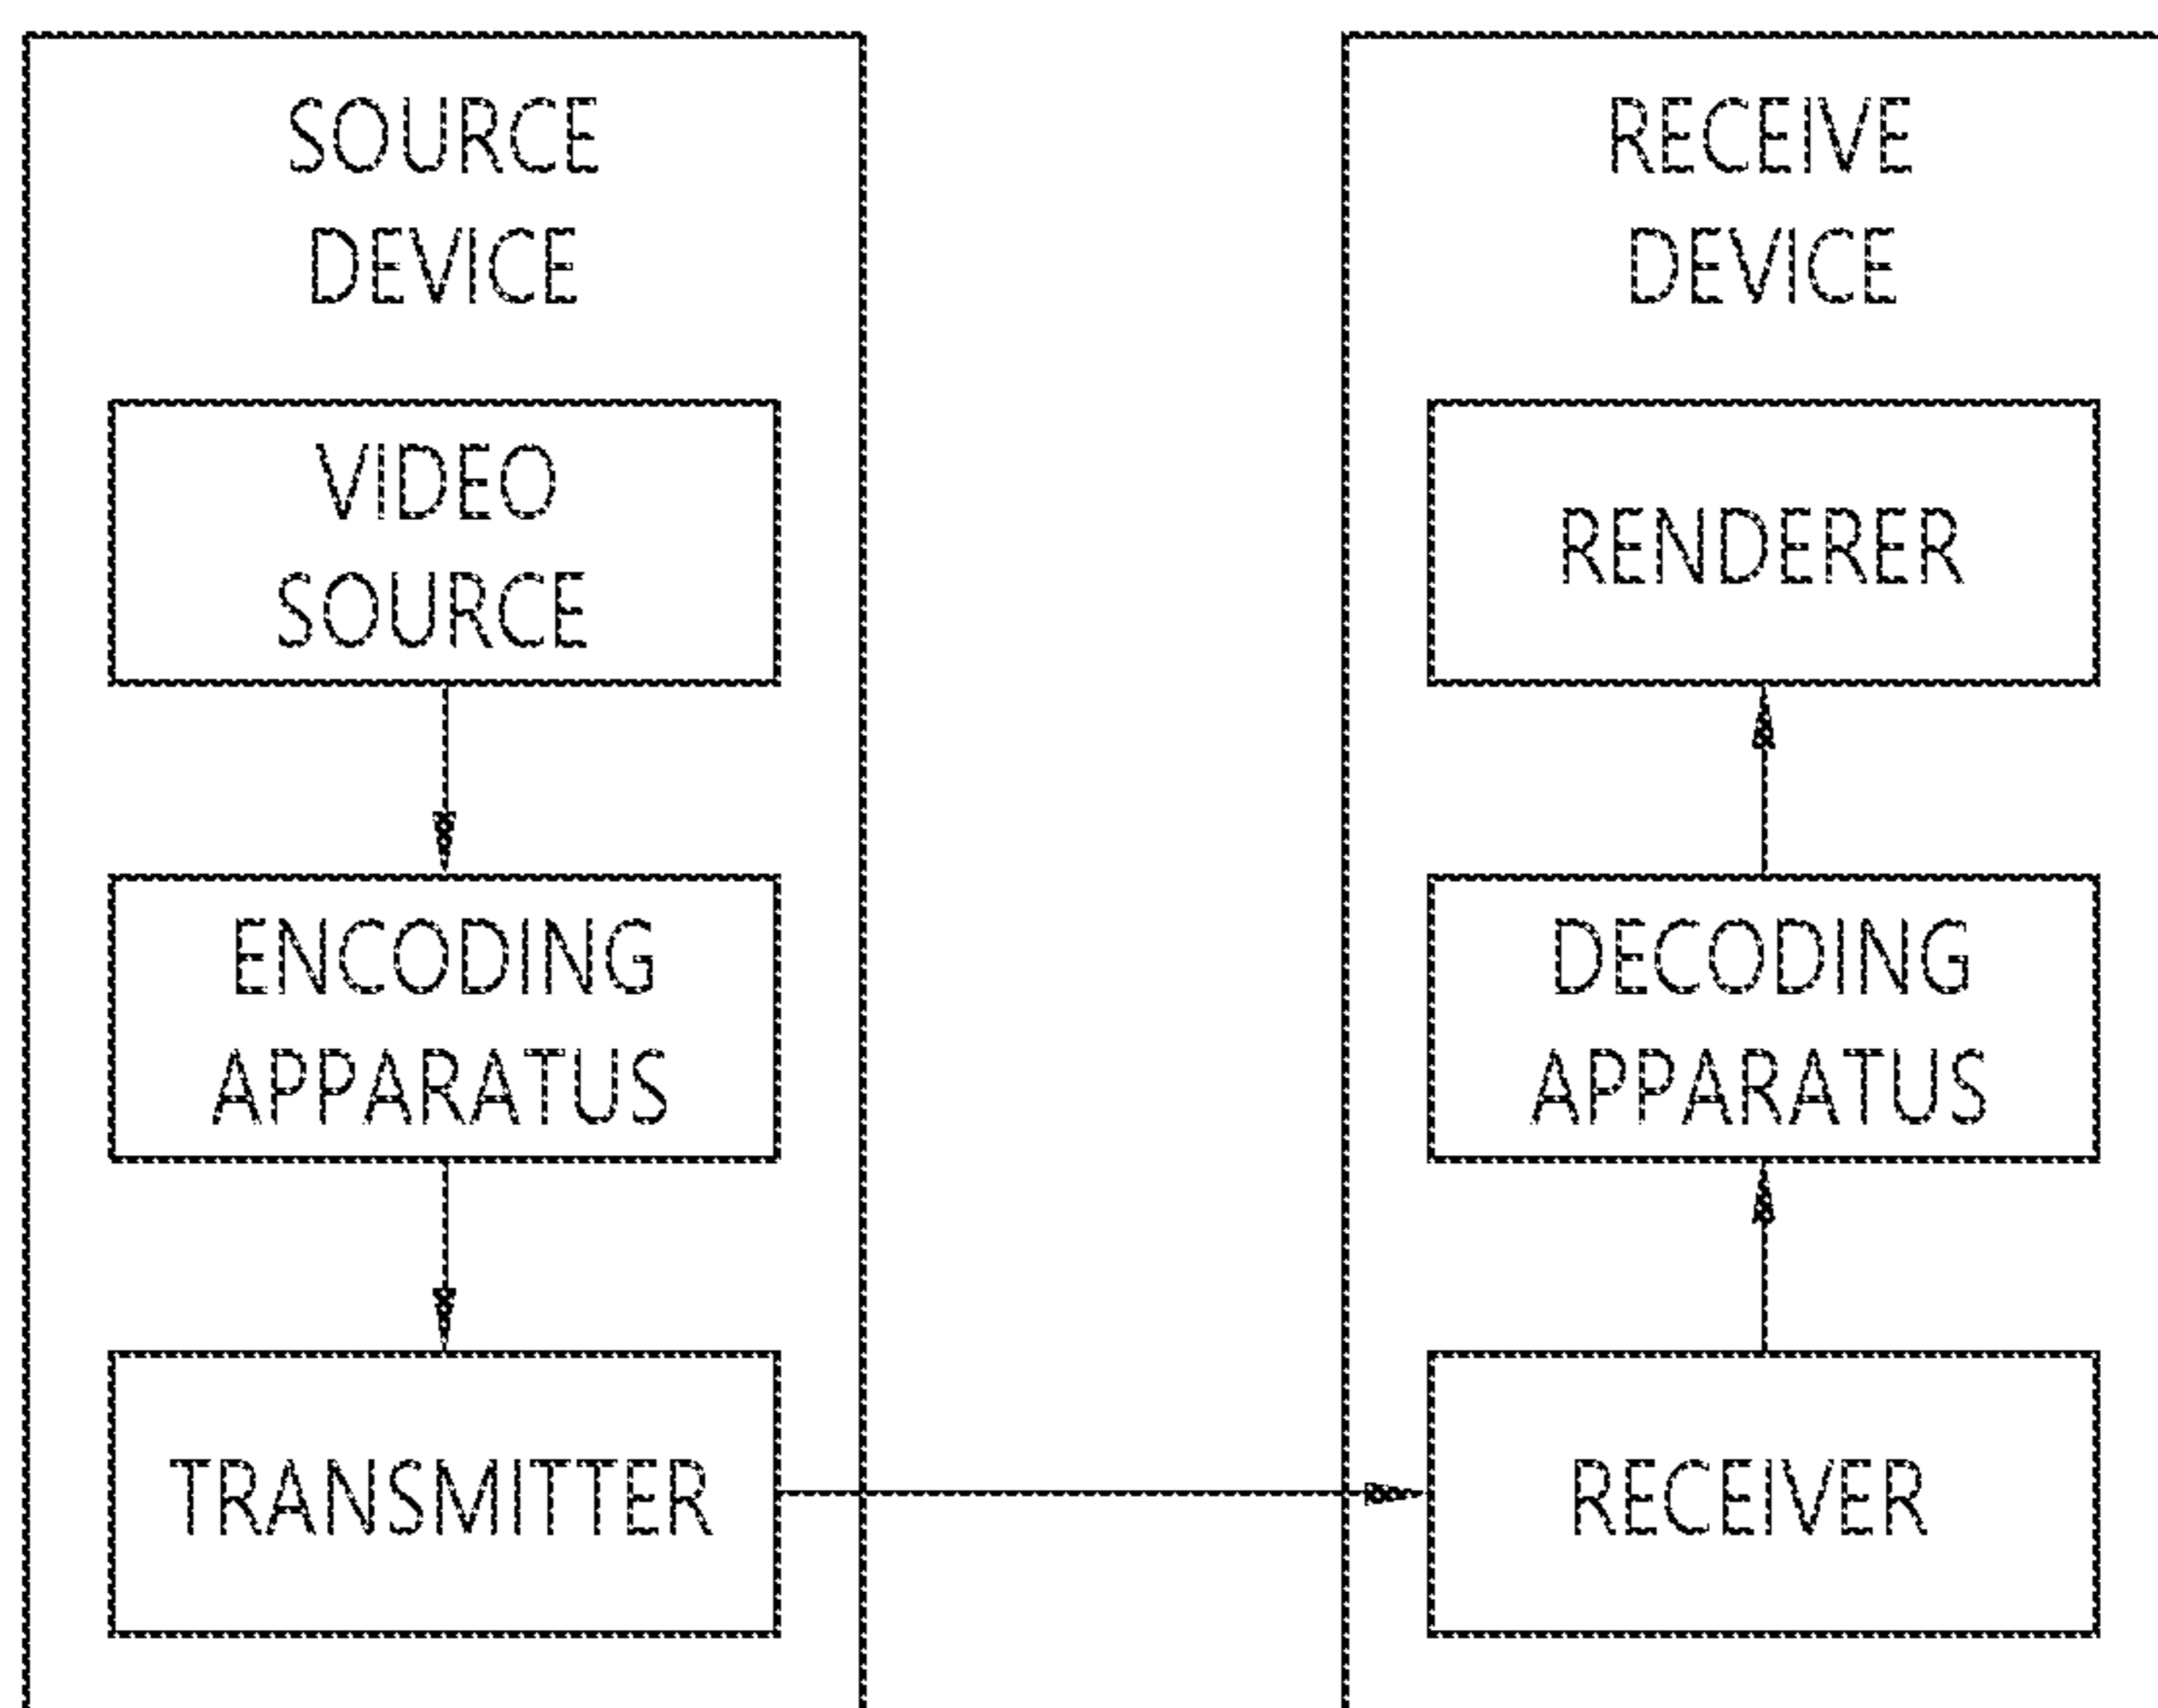 SOURCE
DEVICE
VIDEO
SOURCE
ENCODING
APPARATUS
TRANSMITTER
RECEIVE
DEVICE
RENDERER
DECODING
APPARATUS
RECEIVER